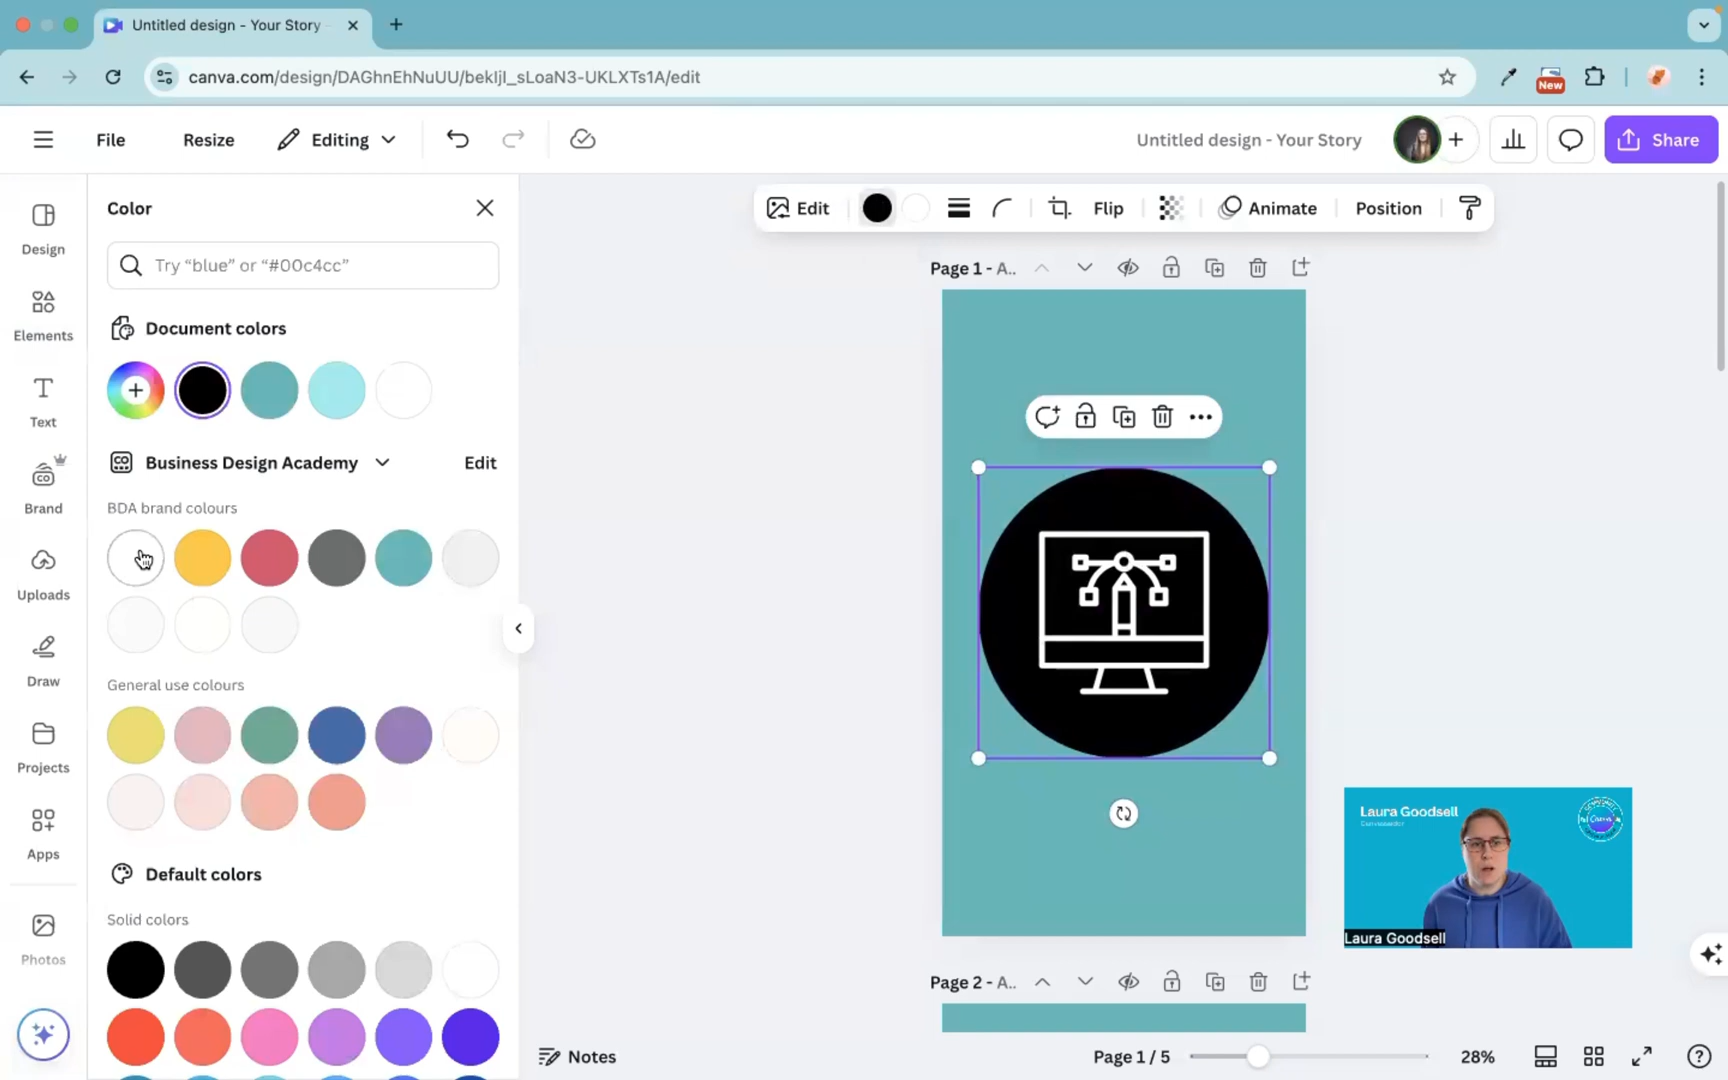 Untitled design - Your Story
canva.com/design/DAGhnEhNuUU/bekljI_sLoaN3-UKLXTs1A/edit
New
File
Resize
Editing
Untitled design - Your Story
Share
Design
Elements
Text
Brand
Uploads
Draw
Projects
Apps
Photos
Color
Try “blue” or “#00c4cc”
Document colors
Business Design Academy
Edit
BDA brand colours
General use colours
Default colors
Solid colors
Edit
Flip
Animate
Position
Page 1 - A..
Laura Goodsell
Canva
Laura Goodsell
Page 2 - A..
Notes
Page 1 / 5
28%